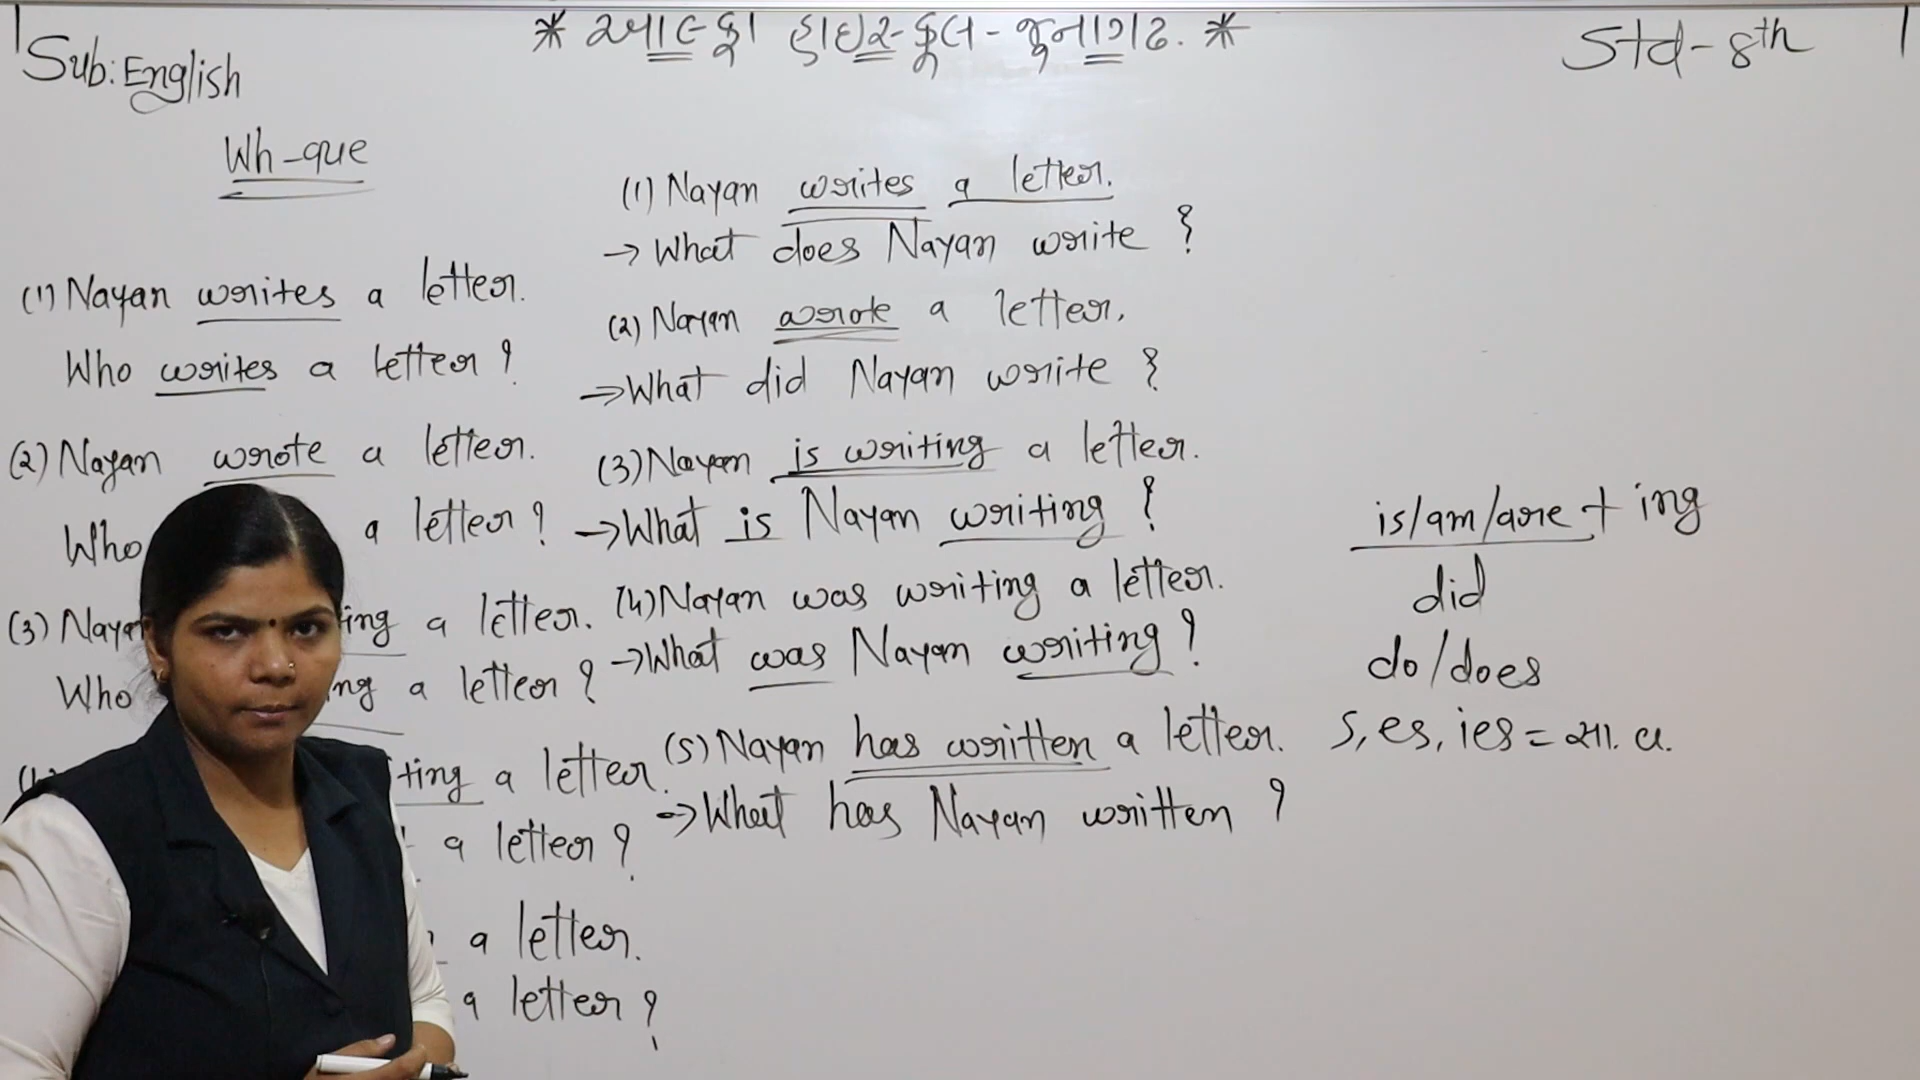 * આલ્ફા હાઇસ્કૂલ - જૂનાગઢ. *
Sub: English
Std - 8th
Wh-que
(1) Nayan writes a letter.
Who writes a letter?
(2) Nayan wrote a letter.
Who a letter?
(3) a letter.
Who a letter?
a letter.
a letter?
a letter.
a letter?
(1) Nayan writes a letter.
→ What does Nayan write?
(2) Nayan wrote a letter.
→ What did Nayan write?
(3) Nayan is writing a letter.
→ What is Nayan writing?
(4) Nayan was writing a letter.
→ What was Nayan writing?
(5) Nayan has written a letter.
→ What has Nayan written?
is/am/are + ing
did
do/does
s, es, ies = સા. વ.